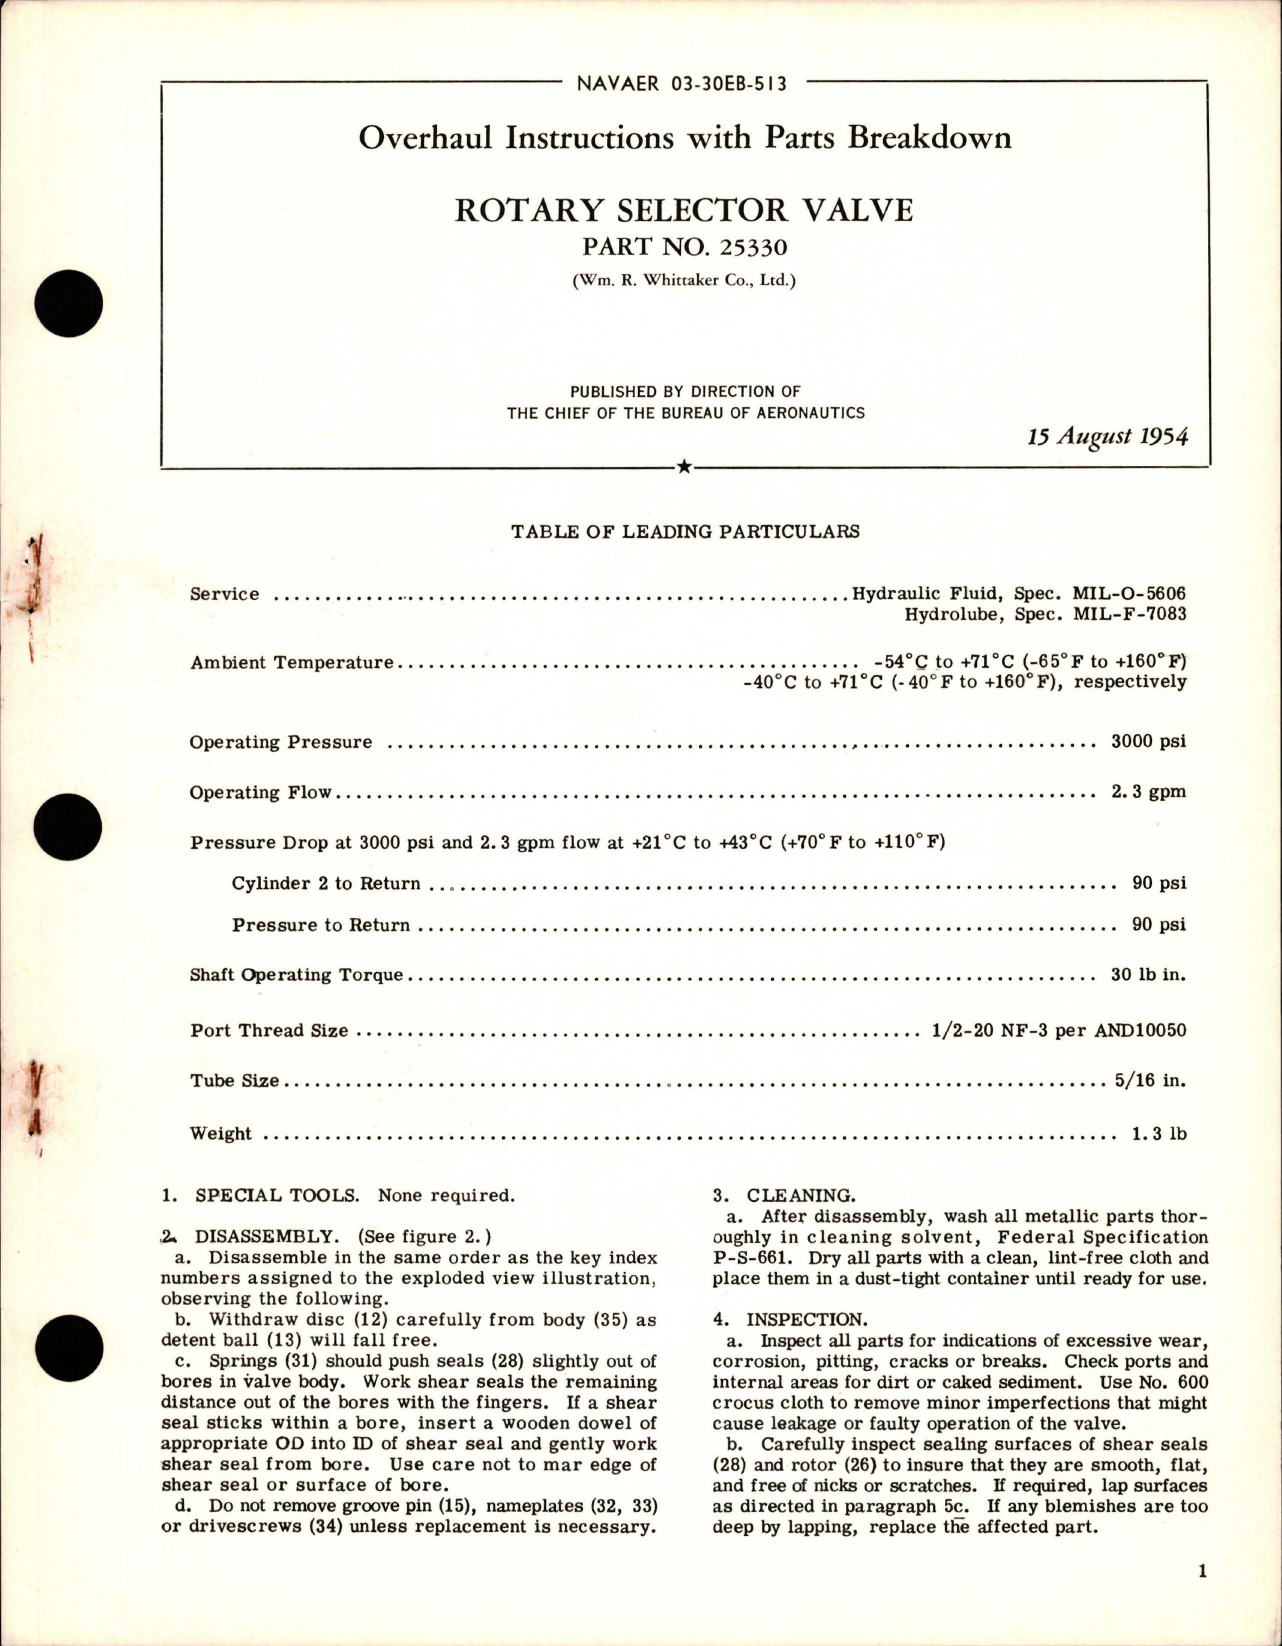 NAVAER 03-30EB-513
Overhaul Instructions with Parts Breakdown
ROTARY SELECTOR VALVE
PART NO. 25330
(Wm. R. Whittaker Co., Ltd.)
PUBLISHED BY DIRECTION OF
THE CHIEF OF THE BUREAU OF AERONAUTICS
15 August 1954
TABLE OF LEADING PARTICULARS
Service ........ Hydraulic Fluid, Spec. MIL-O-5606
Hydrolube, Spec. MIL-F-7083
Ambient Temperature ........ -54°C to +71°C (-65°F to +160°F)
-40°C to +71°C (-40°F to +160°F), respectively
Operating Pressure ........ 3000 psi
Operating Flow ........ 2.3 gpm
Pressure Drop at 3000 psi and 2.3 gpm flow at +21°C to +43°C (+70°F to +110°F)
Cylinder 2 to Return ........ 90 psi
Pressure to Return ........ 90 psi
Shaft Operating Torque ........ 30 lb in.
Port Thread Size ........ 1/2-20 NF-3 per AND10050
Tube Size ........ 5/16 in.
Weight ........ 1.3 lb
1. SPECIAL TOOLS. None required.
2. DISASSEMBLY. (See figure 2.)
a. Disassemble in the same order as the key index
numbers assigned to the exploded view illustration,
observing the following.
b. Withdraw disc (12) carefully from body (35) as
detent ball (13) will fall free.
c. Springs (31) should push seals (28) slightly out of
bores in valve body. Work shear seals the remaining
distance out of the bores with the fingers. If a shear
seal sticks within a bore, insert a wooden dowel of
appropriate OD into ID of shear seal and gently work
shear seal from bore. Use care not to mar edge of
shear seal or surface of bore.
d. Do not remove groove pin (15), nameplates (32, 33)
or drivescrews (34) unless replacement is necessary.
3. CLEANING.
a. After disassembly, wash all metallic parts thor-
oughly in cleaning solvent, Federal Specification
P-S-661. Dry all parts with a clean, lint-free cloth and
place them in a dust-tight container until ready for use.
4. INSPECTION.
a. Inspect all parts for indications of excessive wear,
corrosion, pitting, cracks or breaks. Check ports and
internal areas for dirt or caked sediment. Use No. 600
crocus cloth to remove minor imperfections that might
cause leakage or faulty operation of the valve.
b. Carefully inspect sealing surfaces of shear seals
(28) and rotor (26) to insure that they are smooth, flat,
and free of nicks or scratches. If required, lap surfaces
as directed in paragraph 5c. If any blemishes are too
deep by lapping, replace the affected part.
1